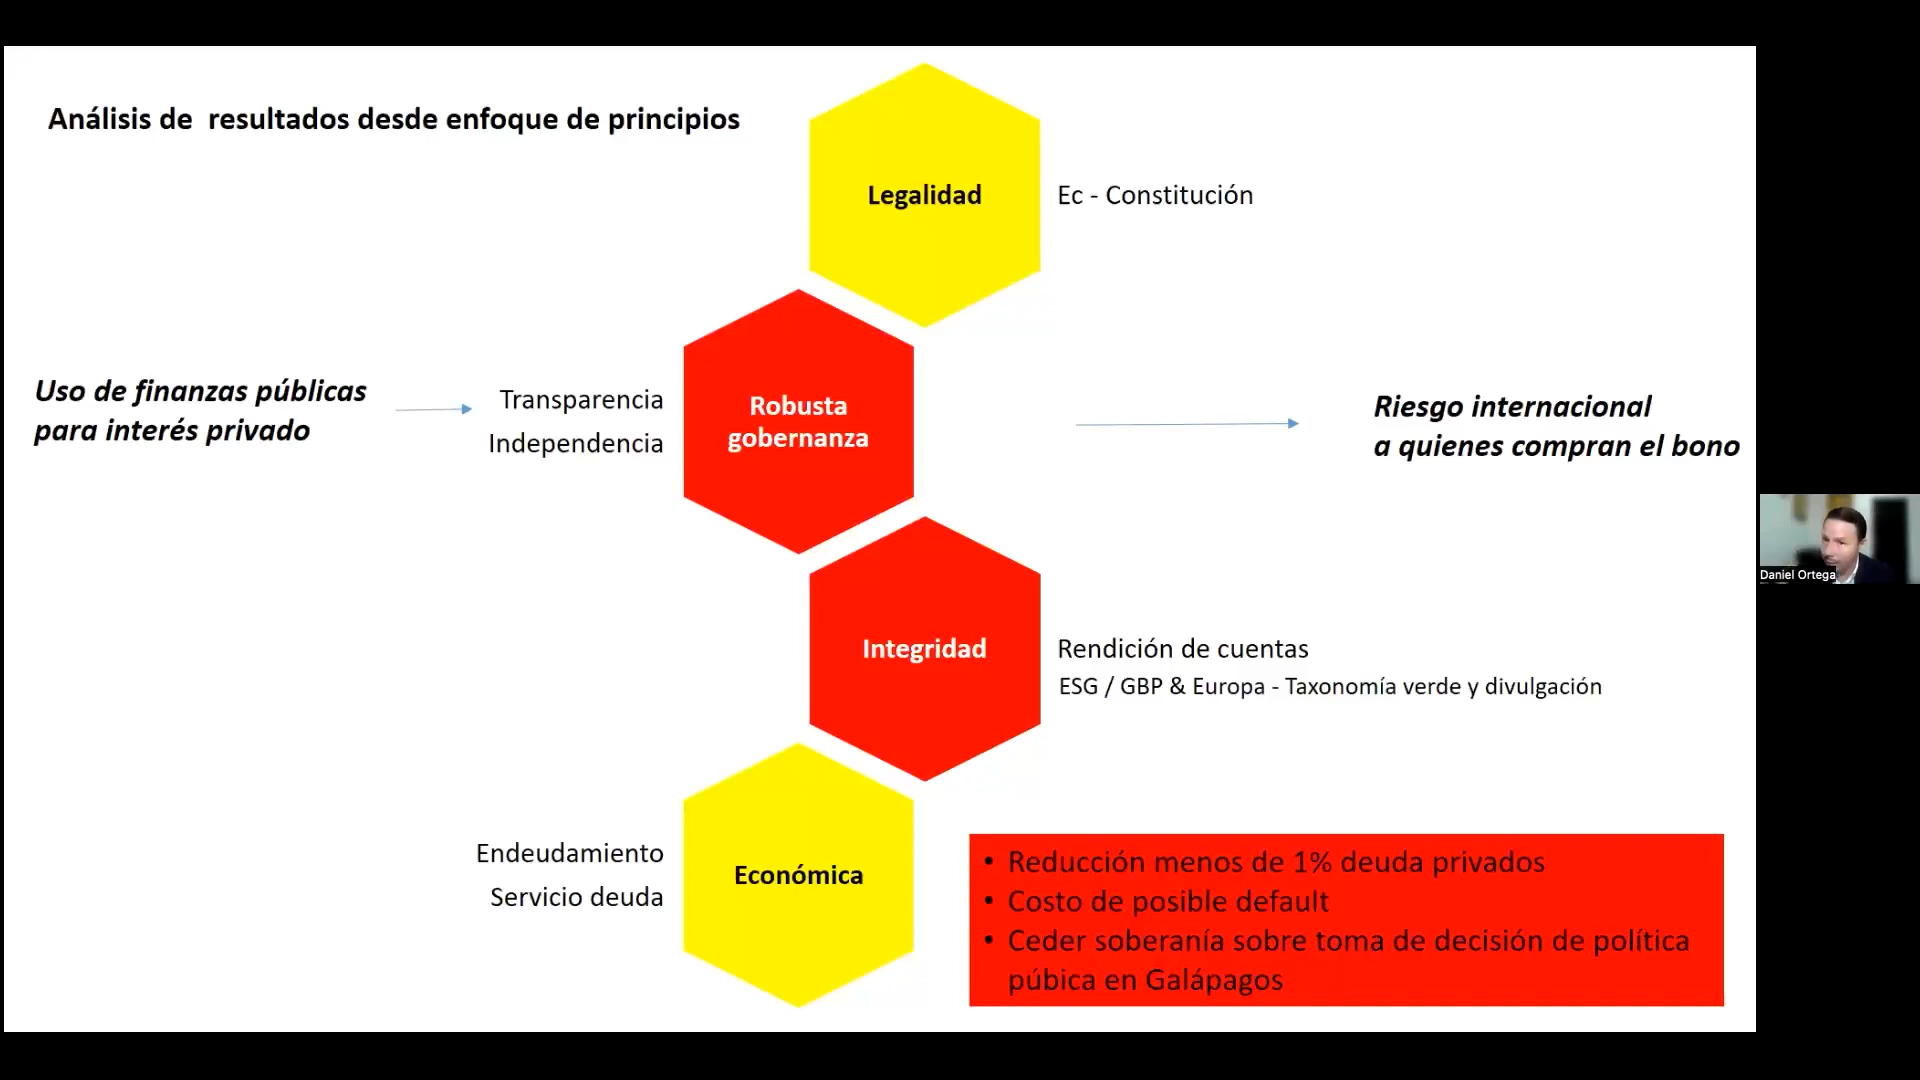 Análisis de  resultados desde enfoque de principios
Legalidad
Ec - Constitución
Uso de finanzas públicas
para interés privado
Transparencia
Independencia
Robusta
gobernanza
Riesgo internacional
a quienes compran el bono
Daniel Ortega
Integridad
Rendición de cuentas
ESG / GBP & Europa - Taxonomía verde y divulgación
Endeudamiento
Servicio deuda
Económica
• Reducción menos de 1% deuda privados
• Costo de posible default
• Ceder soberanía sobre toma de decisión de política
púbica en Galápagos